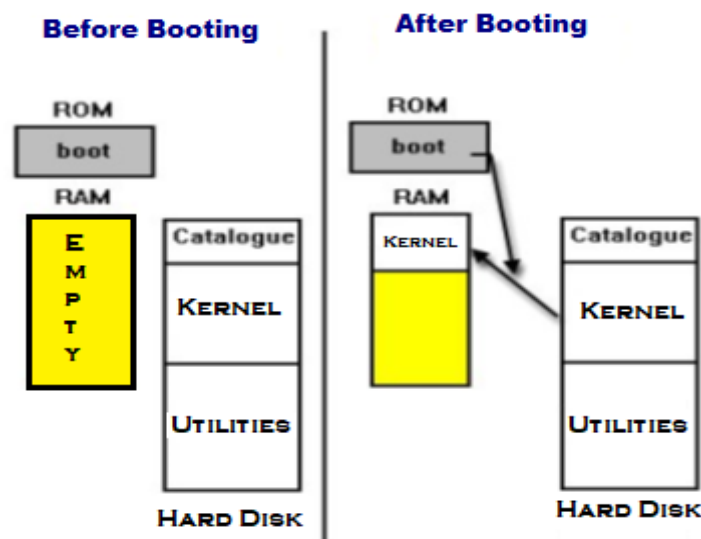 Before Booting
ROM
boot
RAM
EMPTY
Catalogue
KERNEL
UTILITIES
HARD DISK
After Booting
ROM
boot
RAM
KERNEL
Catalogue
KERNEL
UTILITIES
HARD DISK